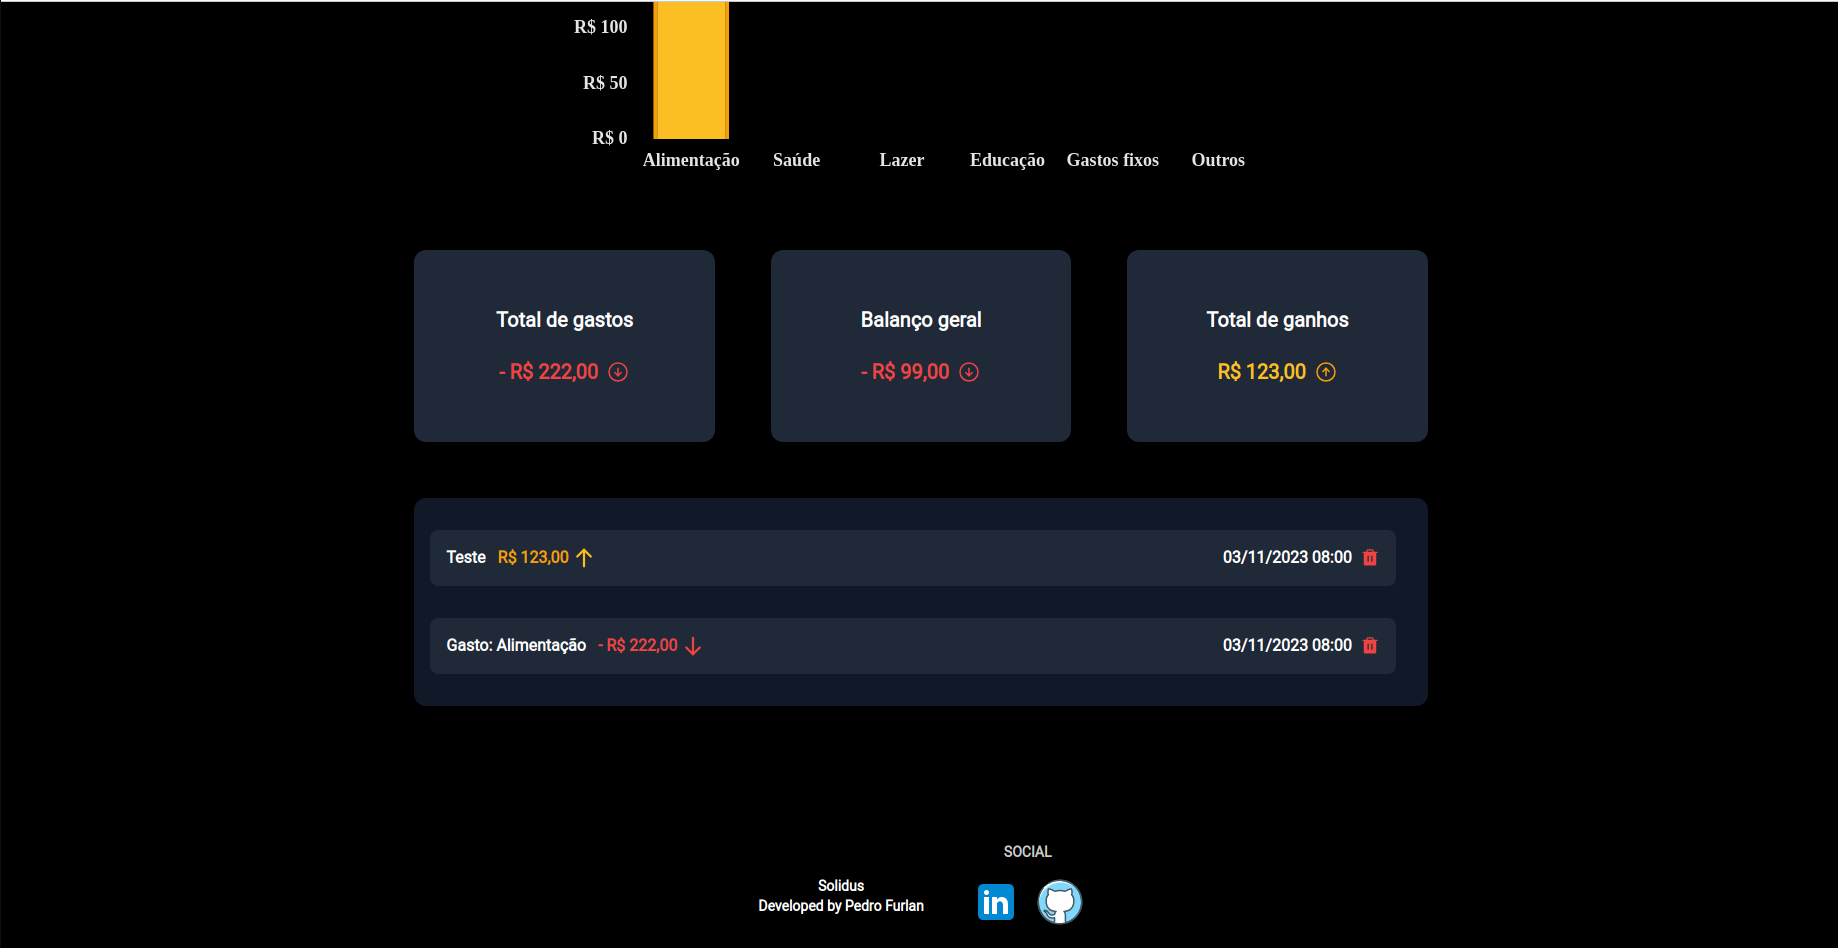 R$ 100
R$ 50
R$ 0
Alimentação Saúde Lazer Educação Gastos fixos Outros
Total de gastos
- R$ 222,00
Balanço geral
- R$ 99,00
Total de ganhos
R$ 123,00
Teste R$ 123,00 03/11/2023 08:00
Gasto: Alimentação - R$ 222,00 03/11/2023 08:00
Solidus
Developed by Pedro Furlan
SOCIAL
in